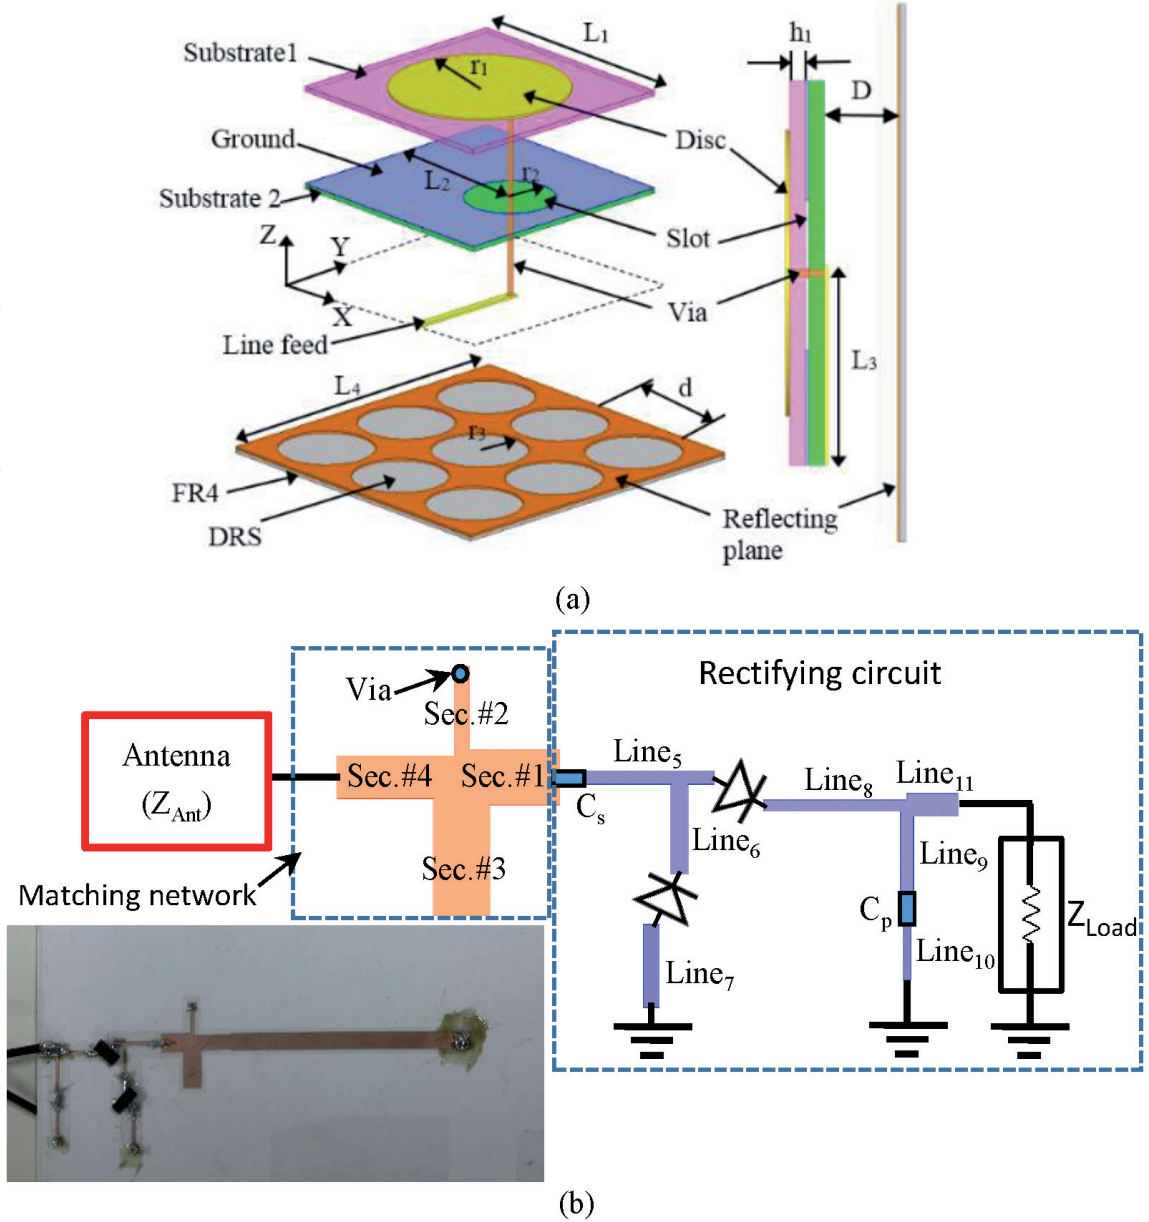 L1
h1
Substrate1
r1
D
Ground
Disc
L2
r2
Substrate 2
Slot
Z
Y
X
Via
Line feed
L3
L4
d
r3
FR4
DRS
Reflecting
plane
(a)
Rectifying circuit
Via
Sec.#2
Antenna
(ZAnt)
Sec.#4
Sec.#1
Line5
Line8
Line11
Cs
Line6
Line9
Sec.#3
Matching network
Cp
ZLoad
Line7
Line10
(b)